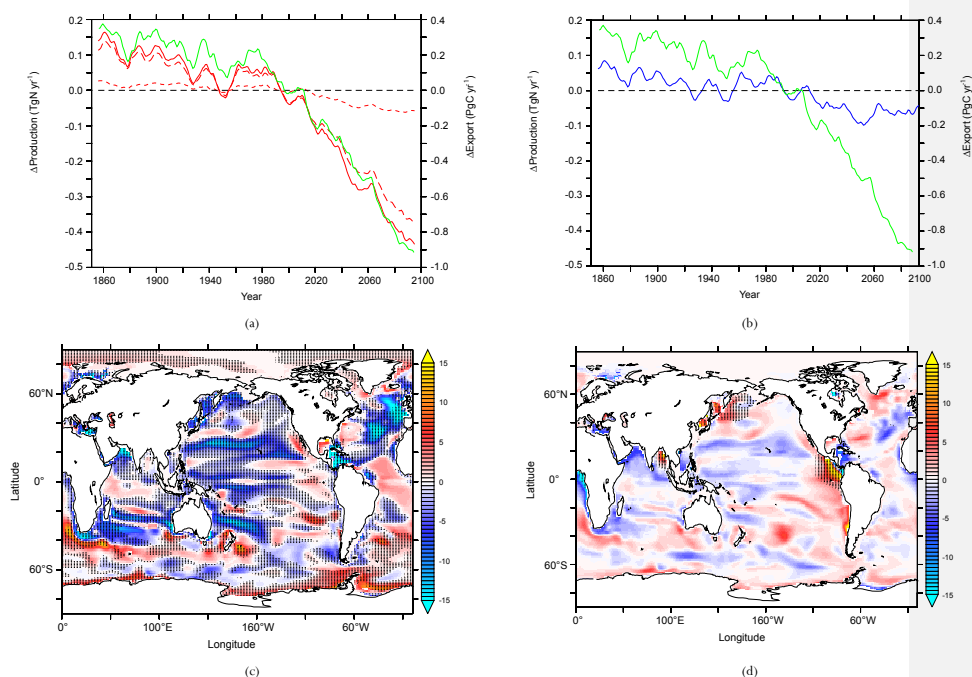 0.2
0.1
0.0
-0.1
-0.2
-0.3
-0.4
-0.5
ΔProduction (TgN yr-1)
0.4
0.2
0.0
-0.2
-0.4
-0.6
-0.8
-1.0
ΔExport (PgC yr-1)
1860 1900 1940 1980 2020 2060 2100
Year
(a)
0.2
0.1
0.0
-0.1
-0.2
-0.3
-0.4
-0.5
ΔProduction (TgN yr-1)
0.4
0.2
0.0
-0.2
-0.4
-0.6
-0.8
-1.0
ΔExport (PgC yr-1)
1860 1900 1940 1980 2020 2060 2100
Year
(b)
60°N
0°
60°S
Latitude
0° 100°E 160°W 60°W
Longitude
15
10
5
0
-5
-10
-15
(c)
60°N
0°
60°S
Latitude
0° 100°E 160°W 60°W
Longitude
15
10
5
0
-5
-10
-15
(d)